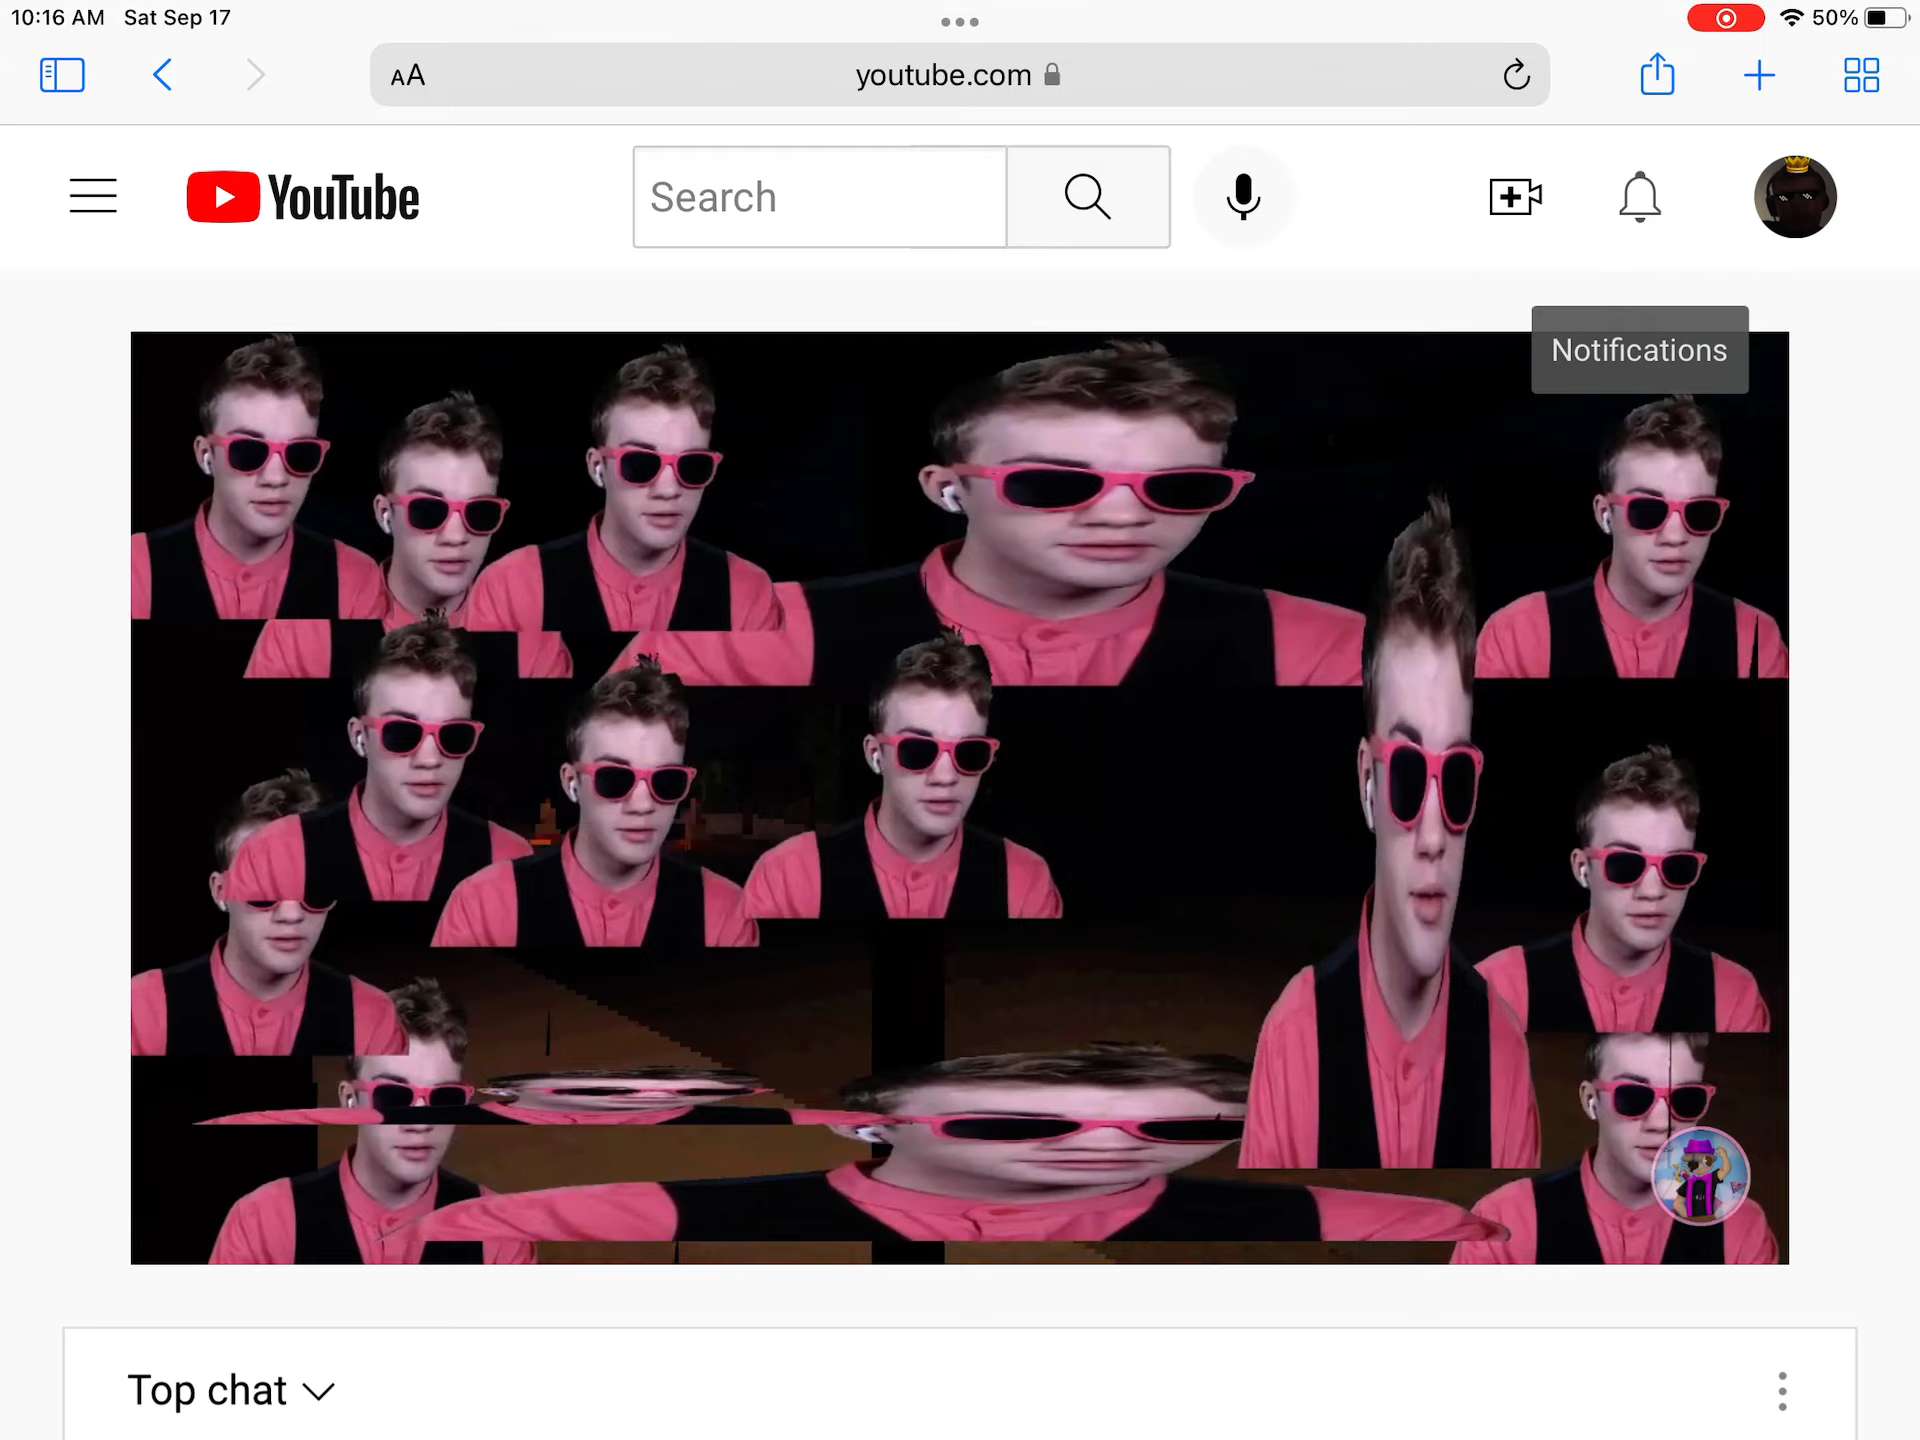 10:16 AM Sat Sep 17
50%
AA
youtube.com
YouTube
Search
Notifications
Top chat